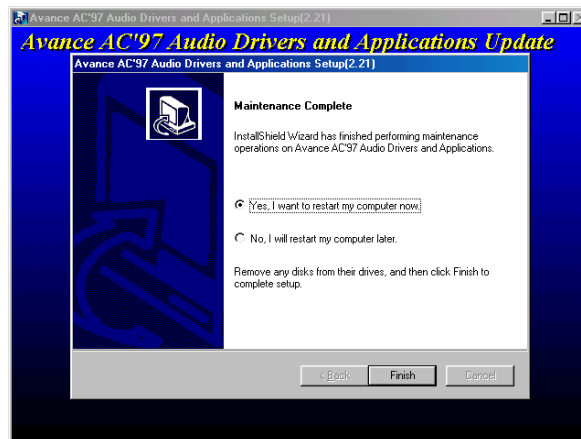 Avance AC'97 Audio Drivers and Applications Setup(2.21)
Avance AC'97 Audio Drivers and Applications Update
Avance AC'97 Audio Drivers and Applications Setup(2.21)
Maintenance Complete
InstallShield Wizard has finished performing maintenance
operations on Avance AC'97 Audio Drivers and Applications.
Yes, I want to restart my computer now.
No, I will restart my computer later.
Remove any disks from their drives, and then click Finish to
complete setup.
< Back Finish Cancel